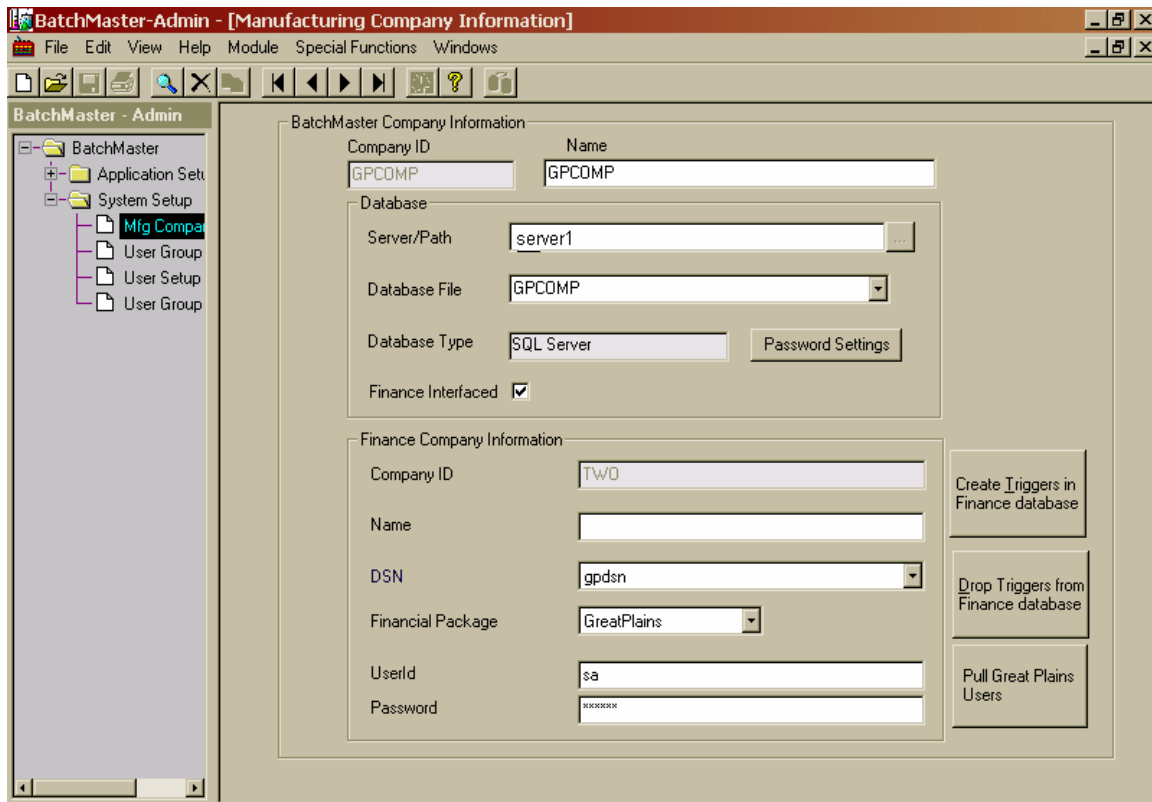 BatchMaster-Admin - [Manufacturing Company Information]
File Edit View Help Module Special Functions Windows
BatchMaster - Admin
BatchMaster
Application Setu
System Setup
Mfg Compar
User Group
User Setup
User Group
BatchMaster Company Information
Company ID Name
GPCOMP GPCOMP
Database
Server/Path server1 ...
Database File GPCOMP
Database Type SQL Server Password Settings
Finance Interfaced
Finance Company Information
Company ID TWO
Name
DSN gpdsn
Financial Package GreatPlains
UserId sa
Password ××××××
Create Triggers in
Finance database
Drop Triggers from
Finance database
Pull Great Plains
Users